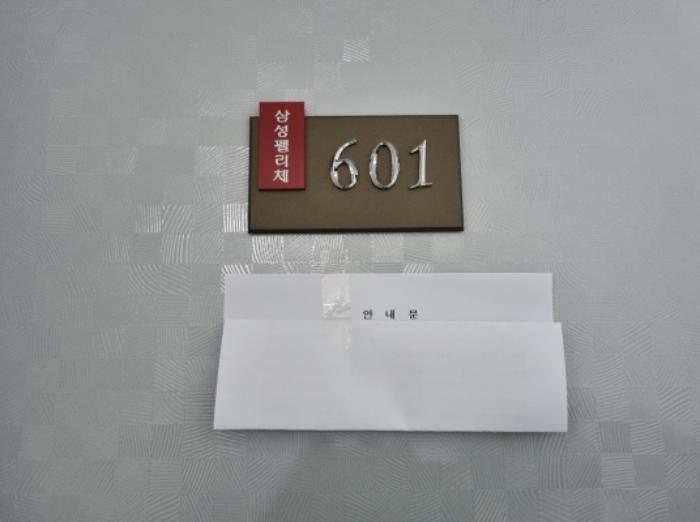 삼성펠리체
601
안 내 문